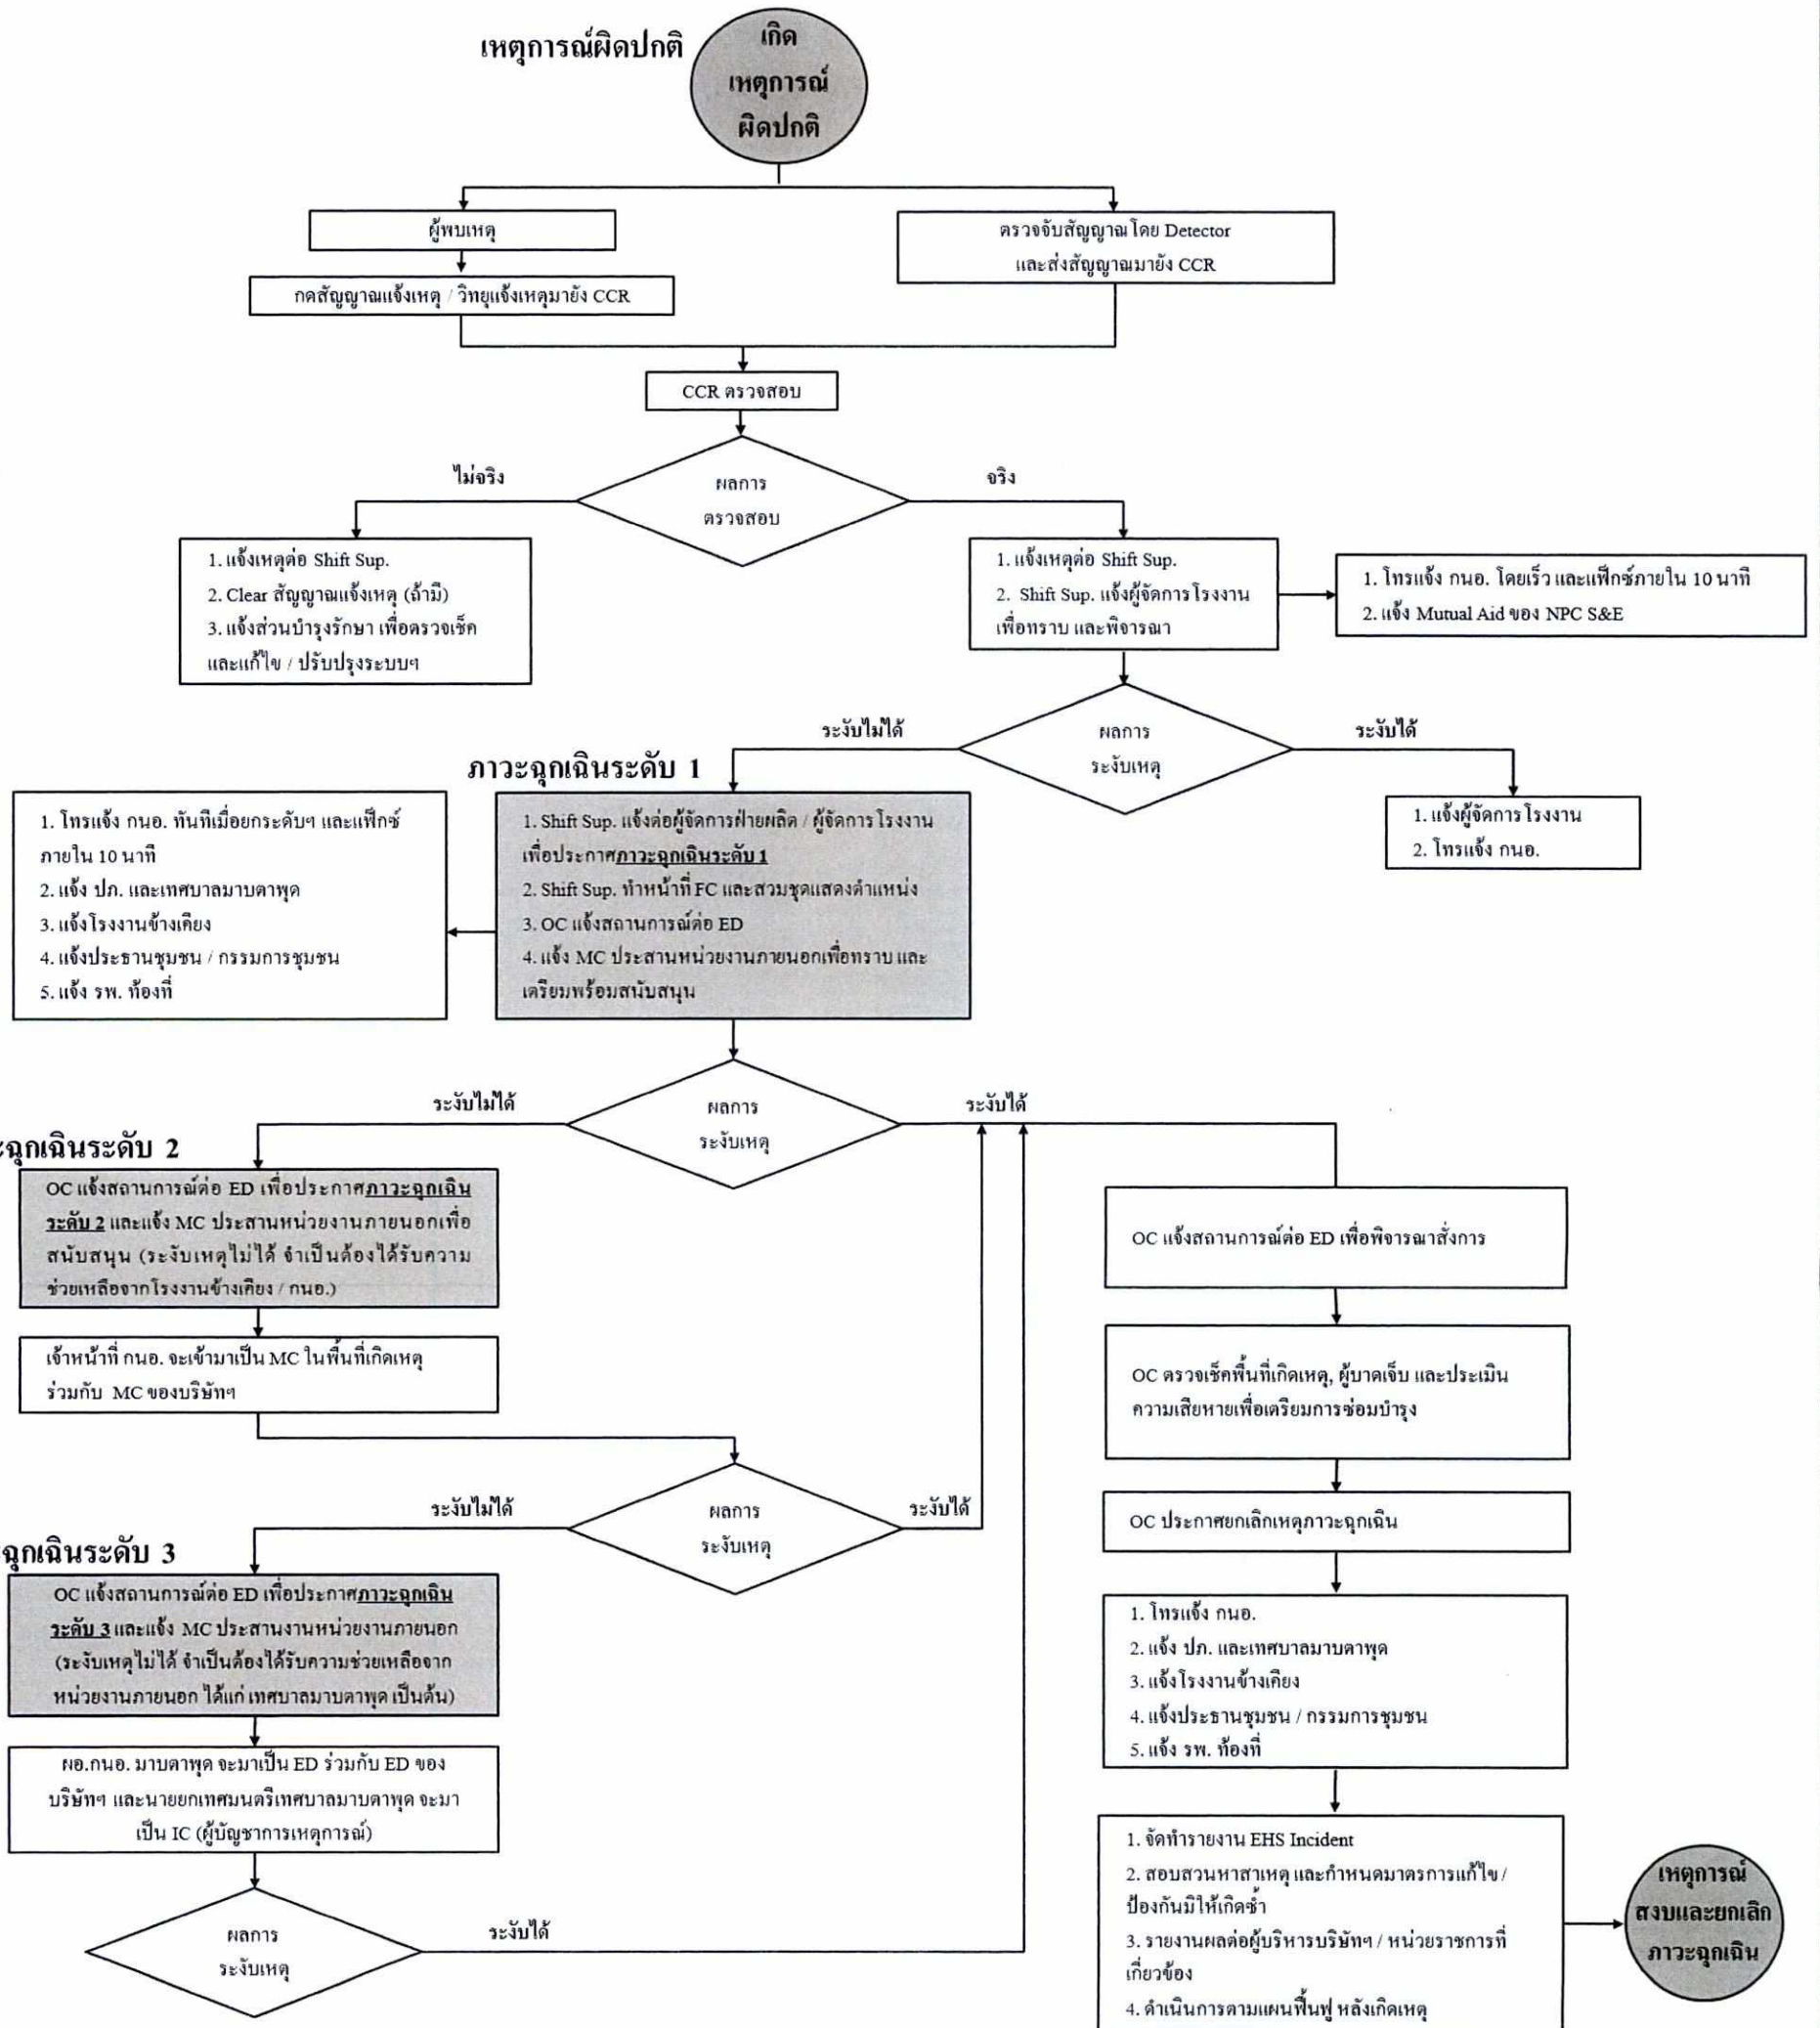 เหตุการณ์ผิดปกติ
เกิด
เหตุการณ์
ผิดปกติ
ผู้พบเหตุ
กดสัญญาณแจ้งเหตุ / วิทยุแจ้งเหตุมายัง CCR
ตรวจจับสัญญาณโดย Detector
และส่งสัญญาณมายัง CCR
CCR ตรวจสอบ
ผลการ
ตรวจสอบ
ไม่จริง
จริง
1. แจ้งเหตุต่อ Shift Sup.
2. Clear สัญญาณแจ้งเหตุ (ถ้ามี)
3. แจ้งส่วนบำรุงรักษา เพื่อตรวจเช็ค
และแก้ไข / ปรับปรุงระบบฯ
1. แจ้งเหตุต่อ Shift Sup.
2. Shift Sup. แจ้งผู้จัดการโรงงาน
เพื่อทราบ และพิจารณา
1. โทรแจ้ง กนอ. โดยเร็ว และแฟ็กซ์ภายใน 10 นาที
2. แจ้ง Mutual Aid ของ NPC S&E
ผลการ
ระงับเหตุ
ระงับไม่ได้
ระงับได้
1. แจ้งผู้จัดการโรงงาน
2. โทรแจ้ง กนอ.
ภาวะฉุกเฉินระดับ 1
1. Shift Sup. แจ้งต่อผู้จัดการฝ่ายผลิต / ผู้จัดการโรงงาน
เพื่อประกาศภาวะฉุกเฉินระดับ 1
2. Shift Sup. ทำหน้าที่ FC และสวมชุดแสดงตำแหน่ง
3. OC แจ้งสถานการณ์ต่อ ED
4. แจ้ง MC ประสานหน่วยงานภายนอกเพื่อทราบ และ
เตรียมพร้อมสนับสนุน
1. โทรแจ้ง กนอ. ทันทีเมื่อยกระดับฯ และแฟ็กซ์
ภายใน 10 นาที
2. แจ้ง ปภ. และเทศบาลมาบตาพุด
3. แจ้งโรงงานข้างเคียง
4. แจ้งประธานชุมชน / กรรมการชุมชน
5. แจ้ง รพ. ท้องที่
ผลการ
ระงับเหตุ
ระงับไม่ได้
ระงับได้
ะฉุกเฉินระดับ 2
OC แจ้งสถานการณ์ต่อ ED เพื่อประกาศภาวะฉุกเฉิน
ระดับ 2 และแจ้ง MC ประสานหน่วยงานภายนอกเพื่อ
สนับสนุน (ระงับเหตุไม่ได้ จำเป็นต้องได้รับความ
ช่วยเหลือจากโรงงานข้างเคียง / กนอ.)
เจ้าหน้าที่ กนอ. จะเข้ามาเป็น MC ในพื้นที่เกิดเหตุ
ร่วมกับ MC ของบริษัทฯ
ผลการ
ระงับเหตุ
ระงับไม่ได้
ระงับได้
ฉุกเฉินระดับ 3
OC แจ้งสถานการณ์ต่อ ED เพื่อประกาศภาวะฉุกเฉิน
ระดับ 3 และแจ้ง MC ประสานงานหน่วยงานภายนอก
(ระงับเหตุไม่ได้ จำเป็นต้องได้รับความช่วยเหลือจาก
หน่วยงานภายนอก ได้แก่ เทศบาลมาบตาพุด เป็นต้น)
ผอ.กนอ. มาบตาพุด จะมาเป็น ED ร่วมกับ ED ของ
บริษัทฯ และนายยกเทศมนตรีเทศบาลมาบตาพุด จะมา
เป็น IC (ผู้บัญชาการเหตุการณ์)
ผลการ
ระงับเหตุ
ระงับได้
OC แจ้งสถานการณ์ต่อ ED เพื่อพิจารณาสั่งการ
OC ตรวจเช็คพื้นที่เกิดเหตุ, ผู้บาดเจ็บ และประเมิน
ความเสียหายเพื่อเตรียมการซ่อมบำรุง
OC ประกาศยกเลิกเหตุภาวะฉุกเฉิน
1. โทรแจ้ง กนอ.
2. แจ้ง ปภ. และเทศบาลมาบตาพุด
3. แจ้งโรงงานข้างเคียง
4. แจ้งประธานชุมชน / กรรมการชุมชน
5. แจ้ง รพ. ท้องที่
1. จัดทำรายงาน EHS Incident
2. สอบสวนหาสาเหตุ และกำหนดมาตรการแก้ไข /
ป้องกันมิให้เกิดซ้ำ
3. รายงานผลต่อผู้บริหารบริษัทฯ / หน่วยราชการที่
เกี่ยวข้อง
4. ดำเนินการตามแผนฟื้นฟู หลังเกิดเหตุ
เหตุการณ์
สงบและยกเลิก
ภาวะฉุกเฉิน